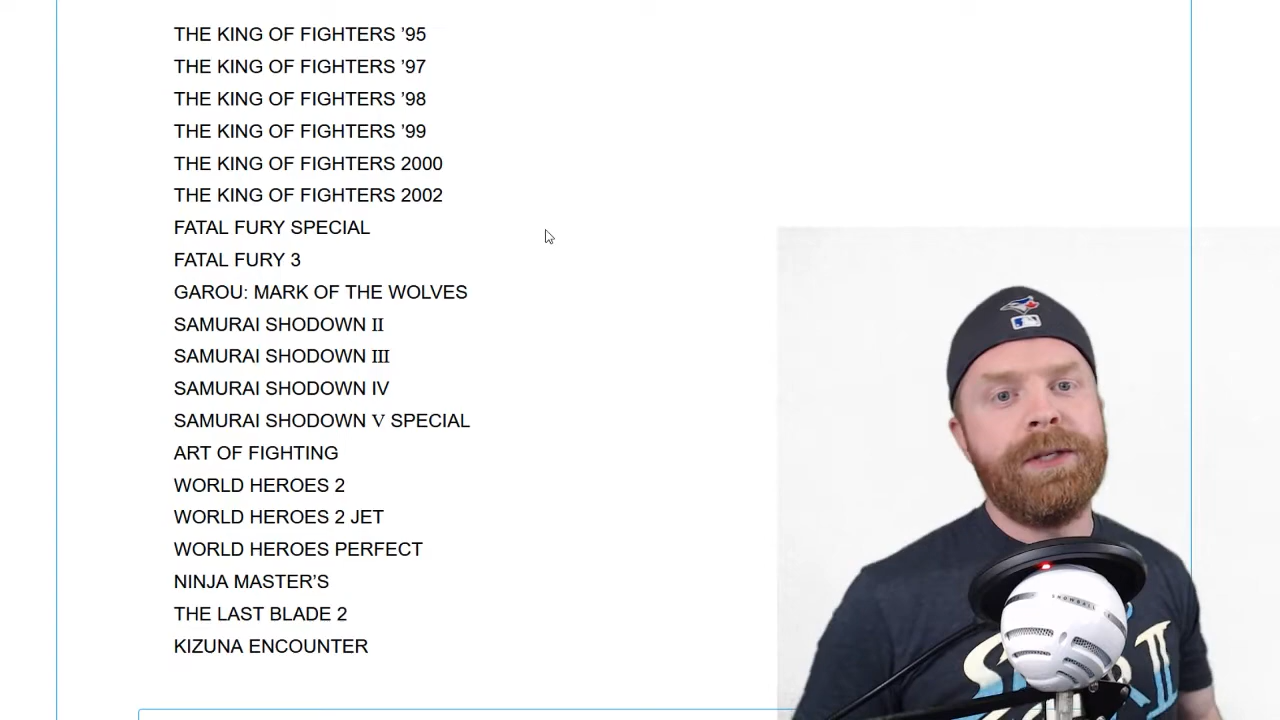 THE KING OF FIGHTERS ’95
THE KING OF FIGHTERS ’97
THE KING OF FIGHTERS ’98
THE KING OF FIGHTERS ’99
THE KING OF FIGHTERS 2000
THE KING OF FIGHTERS 2002
FATAL FURY SPECIAL
FATAL FURY 3
GAROU: MARK OF THE WOLVES
SAMURAI SHODOWN Ⅱ
SAMURAI SHODOWN Ⅲ
SAMURAI SHODOWN IV
SAMURAI SHODOWN Ⅴ SPECIAL
ART OF FIGHTING
WORLD HEROES 2
WORLD HEROES 2 JET
WORLD HEROES PERFECT
NINJA MASTER’S
THE LAST BLADE 2
KIZUNA ENCOUNTER
SNOWBALL
II